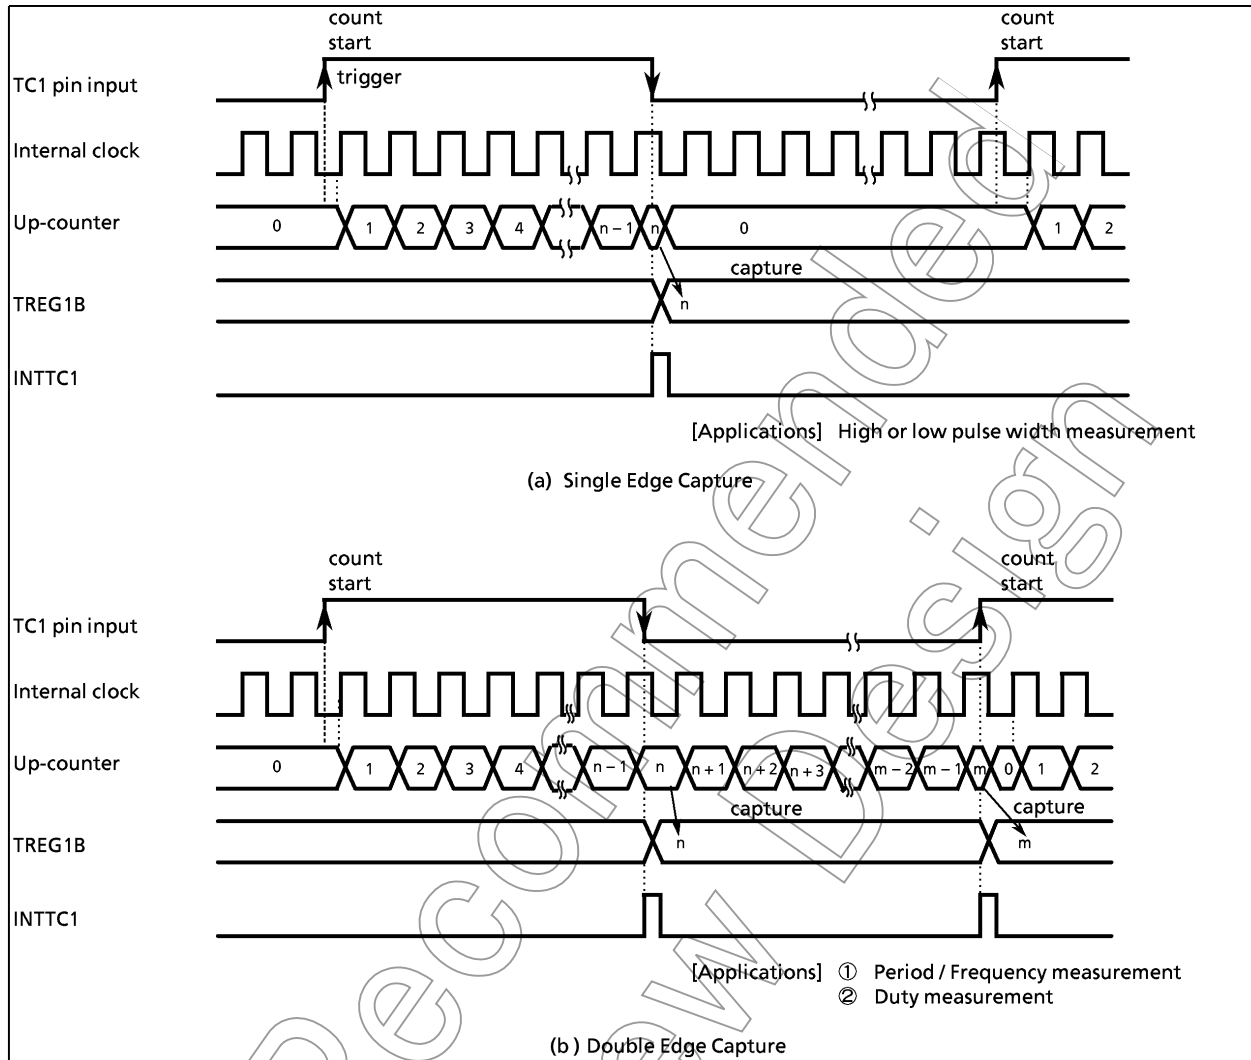 count
start
count
start
TC1 pin input
trigger
Internal clock
Up-counter
0 1 2 3 4 n – 1 n 0 1 2
capture
TREG1B
n
INTTC1
[Applications] High or low pulse width measurement
(a) Single Edge Capture
count
start
count
start
TC1 pin input
Internal clock
Up-counter
0 1 2 3 4 n – 1 n n + 1 n + 2 n + 3 m – 2 m – 1 m 0 1 2
capture
capture
TREG1B
n
m
INTTC1
[Applications] ① Period / Frequency measurement
② Duty measurement
(b ) Double Edge Capture
Recommended
ew Design